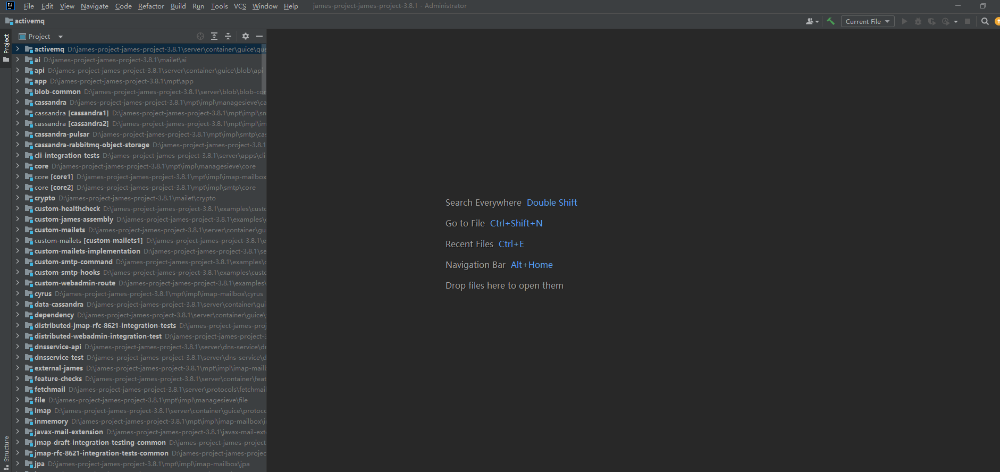 File Edit View Navigate Code Refactor Build Run Tools VCS Window Help james-project-james-project-3.8.1 - Administrator
activemq
Current File
Project
Project
activemq D:\james-project-james-project-3.8.1\server\container\guice\que
ai D:\james-project-james-project-3.8.1\mailet\ai
api D:\james-project-james-project-3.8.1\server\container\guice\blob\api
app D:\james-project-james-project-3.8.1\mpt\app
blob-common D:\james-project-james-project-3.8.1\server\blob\blob-cor
cassandra D:\james-project-james-project-3.8.1\mpt\impl\managesieve\ca
cassandra [cassandra1] D:\james-project-james-project-3.8.1\mpt\impl\sm
cassandra [cassandra2] D:\james-project-james-project-3.8.1\mpt\impl\im
cassandra-pulsar D:\james-project-james-project-3.8.1\mpt\impl\smtp\cas
cassandra-rabbitmq-object-storage D:\james-project-james-project-3.8.1
cli-integration-tests D:\james-project-james-project-3.8.1\server\apps\cli-
core D:\james-project-james-project-3.8.1\mpt\impl\managesieve\core
core [core1] D:\james-project-james-project-3.8.1\mpt\impl\imap-mailbox
core [core2] D:\james-project-james-project-3.8.1\mpt\impl\smtp\core
crypto D:\james-project-james-project-3.8.1\mailet\crypto
custom-healthcheck D:\james-project-james-project-3.8.1\examples\custo
custom-james-assembly D:\james-project-james-project-3.8.1\examples\c
custom-mailets D:\james-project-james-project-3.8.1\server\container\gu
custom-mailets [custom-mailets1] D:\james-project-james-project-3.8.1\e
custom-mailets-implementation D:\james-project-james-project-3.8.1\se
custom-smtp-command D:\james-project-james-project-3.8.1\examples\c
custom-smtp-hooks D:\james-project-james-project-3.8.1\examples\custo
custom-webadmin-route D:\james-project-james-project-3.8.1\examples\
cyrus D:\james-project-james-project-3.8.1\mpt\impl\imap-mailbox\cyrus
data-cassandra D:\james-project-james-project-3.8.1\server\container\gui
dependency D:\james-project-james-project-3.8.1\server\container\guice\
distributed-jmap-rfc-8621-integration-tests D:\james-project-james-proj
distributed-webadmin-integration-test D:\james-project-james-project-3
dnsservice-api D:\james-project-james-project-3.8.1\server\dns-service\dr
dnsservice-test D:\james-project-james-project-3.8.1\server\dns-service\d
external-james D:\james-project-james-project-3.8.1\mpt\impl\imap-mailb
feature-checks D:\james-project-james-project-3.8.1\server\container\feat
fetchmail D:\james-project-james-project-3.8.1\server\protocols\fetchmail
file D:\james-project-james-project-3.8.1\mpt\impl\managesieve\file
imap D:\james-project-james-project-3.8.1\server\container\guice\protoco
inmemory D:\james-project-james-project-3.8.1\mpt\impl\imap-mailbox\i
javax-mail-extension D:\james-project-james-project-3.8.1\javax-mail-exte
jmap-draft-integration-testing-common D:\james-project-james-project
jmap-rfc-8621-integration-tests-common D:\james-project-james-projec
jpa D:\james-project-james-project-3.8.1\mpt\impl\imap-mailbox\jpa
Structure
Search Everywhere Double Shift
Go to File Ctrl+Shift+N
Recent Files Ctrl+E
Navigation Bar Alt+Home
Drop files here to open them